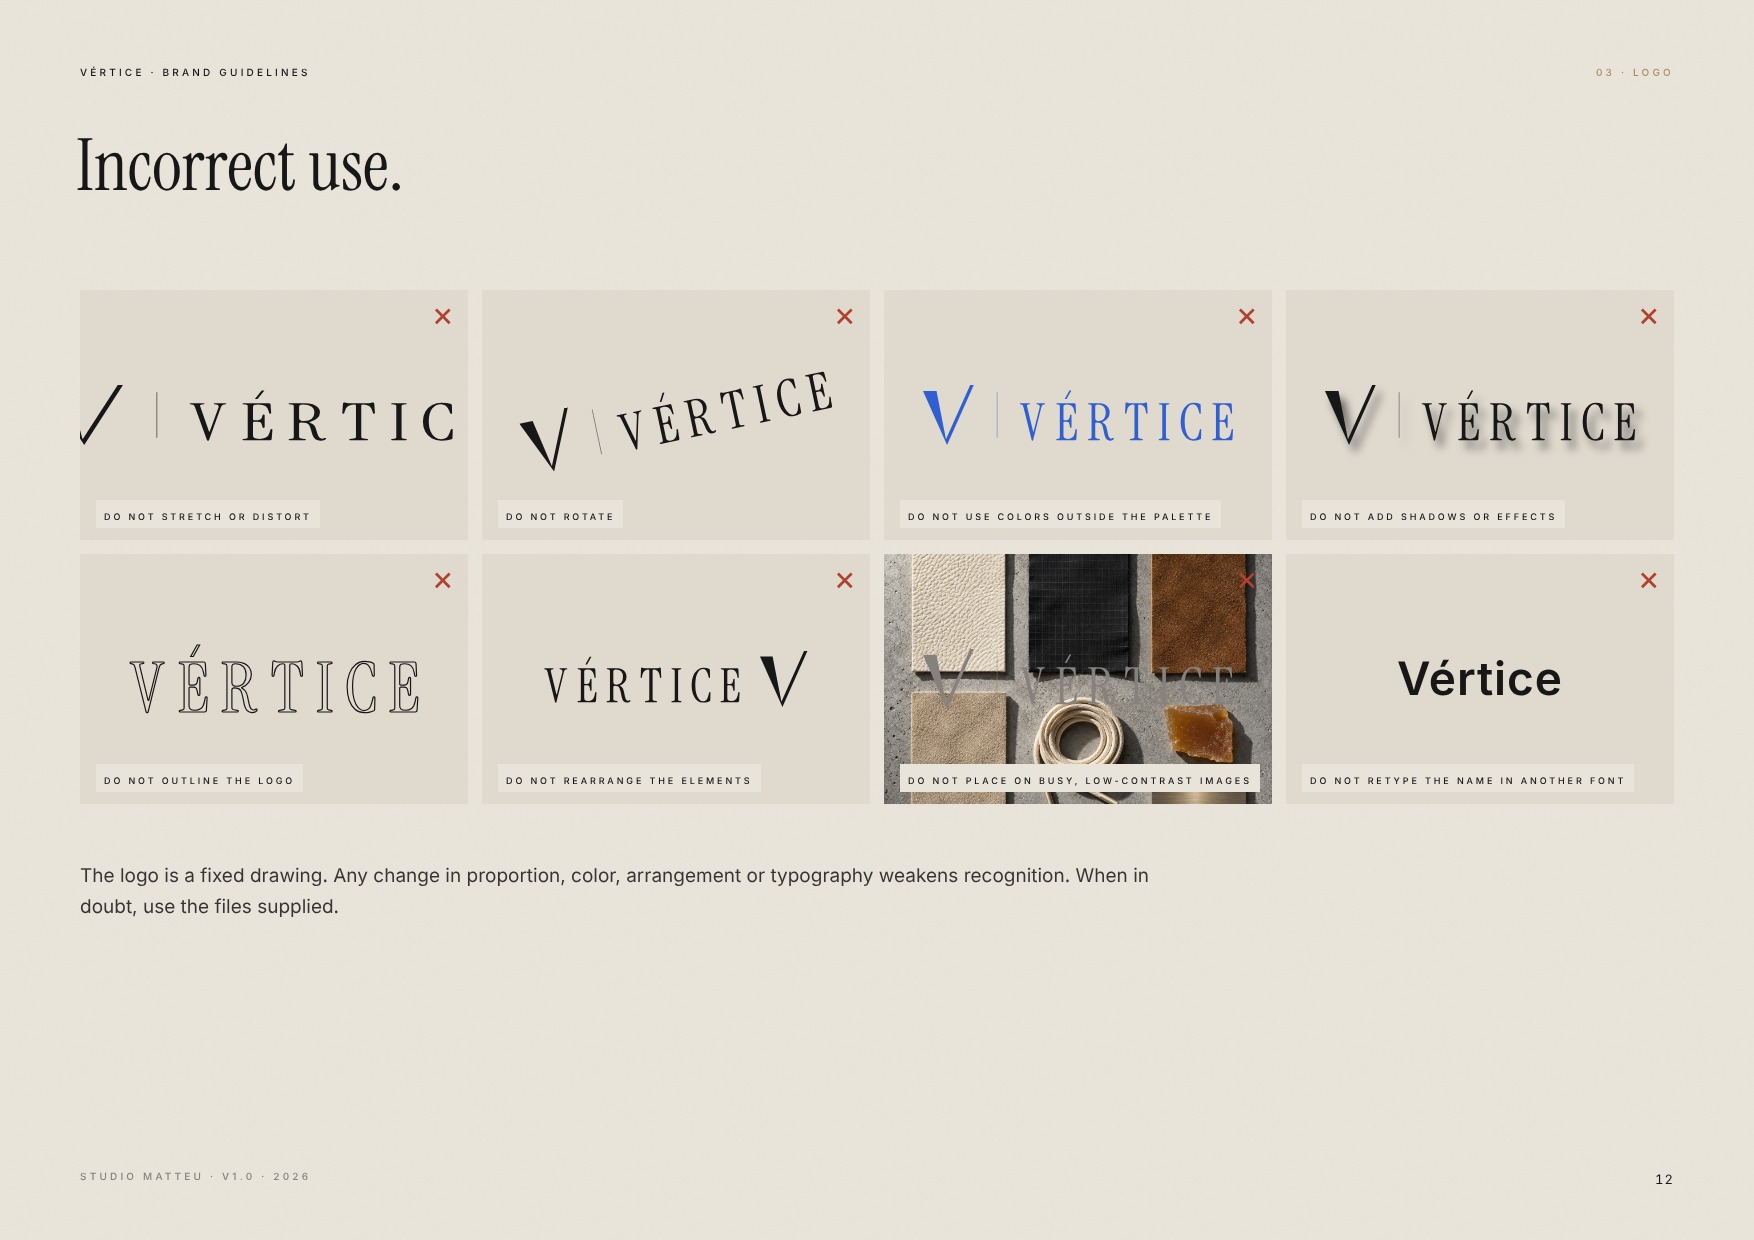 VÉRTICE · BRAND GUIDELINES
03 · LOGO
Incorrect use.
V | VÉRTIC
V | VÉRTICE
V | VÉRTICE
V | VÉRTICE
DO NOT STRETCH OR DISTORT
DO NOT ROTATE
DO NOT USE COLORS OUTSIDE THE PALETTE
DO NOT ADD SHADOWS OR EFFECTS
VÉRTICE
VÉRTICE V
V VÉRTICE
Vértice
DO NOT OUTLINE THE LOGO
DO NOT REARRANGE THE ELEMENTS
DO NOT PLACE ON BUSY, LOW-CONTRAST IMAGES
DO NOT RETYPE THE NAME IN ANOTHER FONT
The logo is a fixed drawing. Any change in proportion, color, arrangement or typography weakens recognition. When in
doubt, use the files supplied.
STUDIO MATTEU · V1.0 · 2026
12